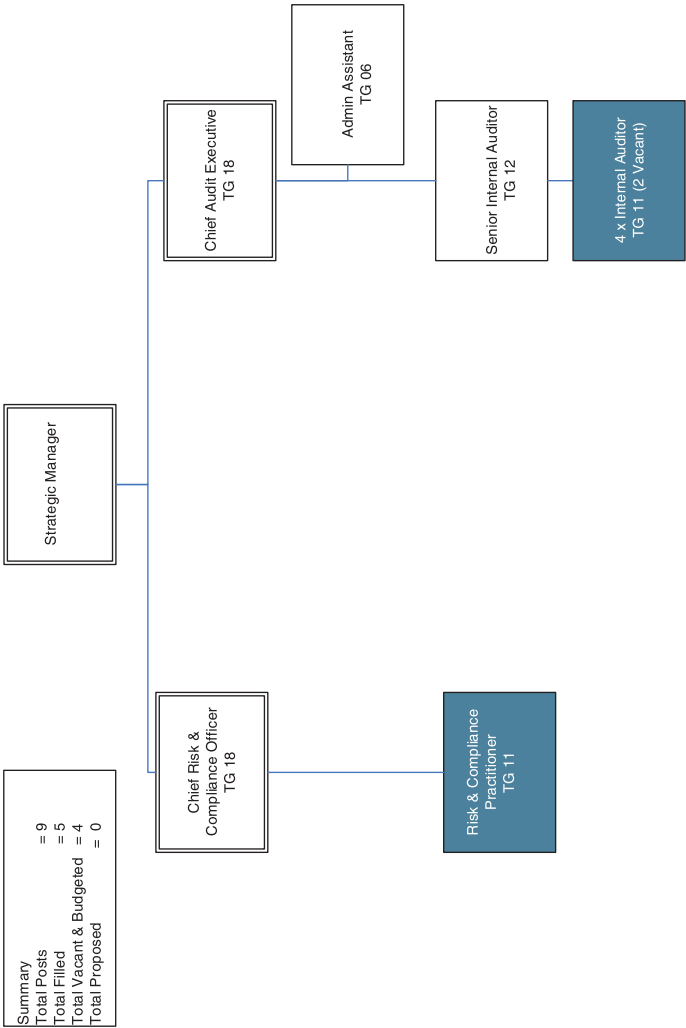 Summary
Total Posts = 9
Total Filled = 5
Total Vacant & Budgeted = 4
Total Proposed = 0
Strategic Manager
Chief Risk &
Compliance Officer
TG 18
Chief Audit Executive
TG 18
Admin Assistant
TG 06
Risk & Compliance
Practitioner
TG 11
Senior Internal Auditor
TG 12
4 x Internal Auditor
TG 11 (2 Vacant)